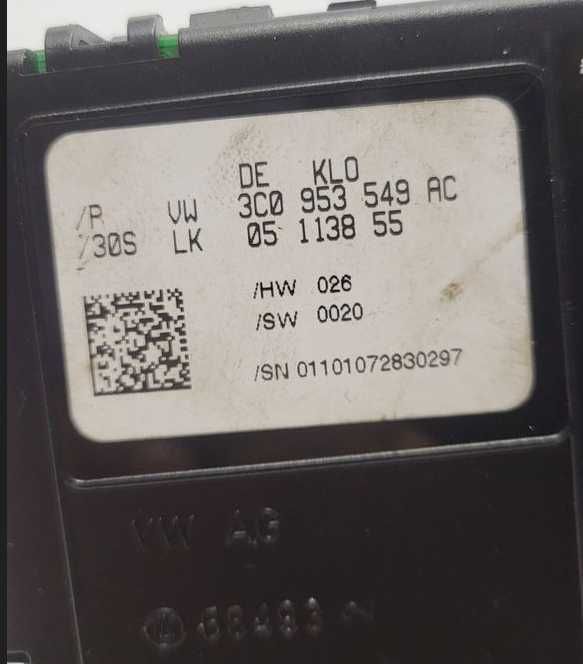 DE KLO
/P VW 3C0 953 549 AC
/30S LK 05 1138 55
/HW 026
/SW 0020
/SN 01101072830297
VW AG